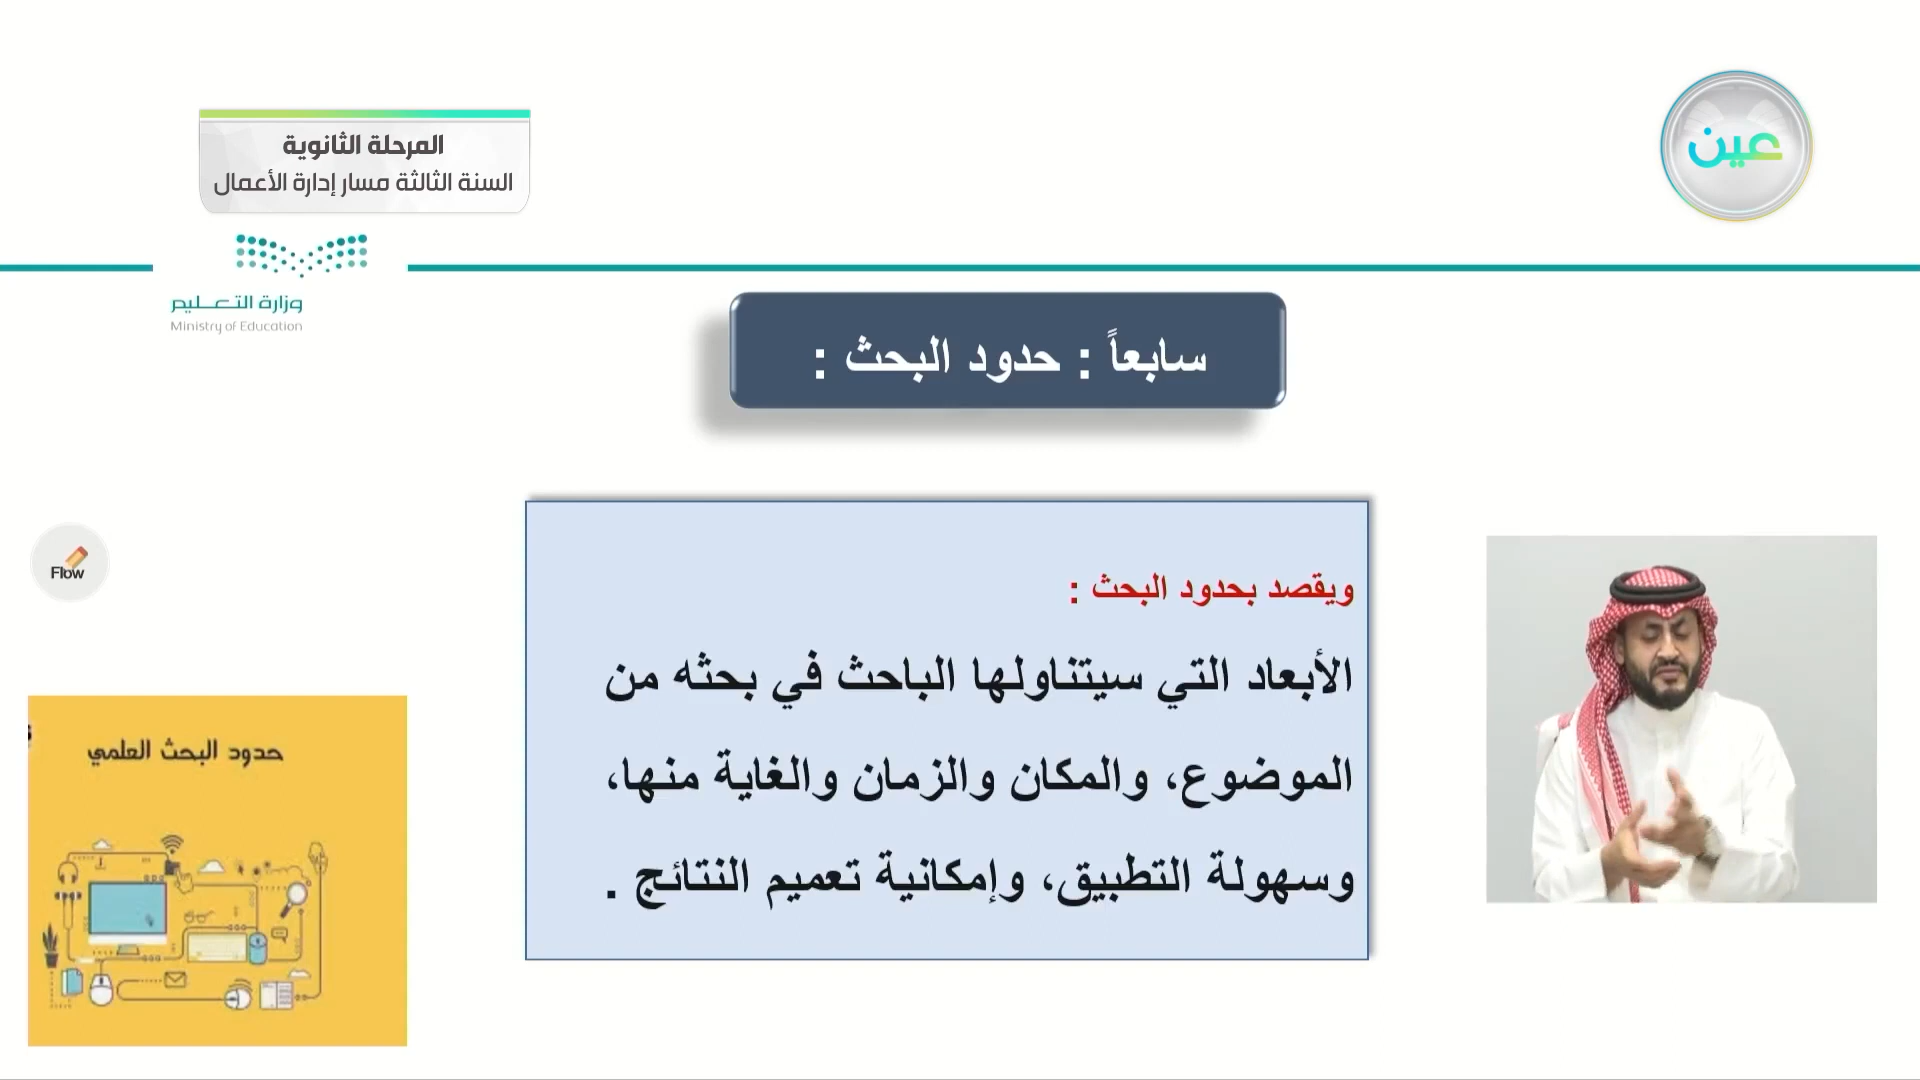 عين
المرحلة الثانوية
السنة الثالثة مسار إدارة الأعمال
وزارة التعليم
Ministry of Education
سابعاً : حدود البحث :
ويقصد بحدود البحث :
الأبعاد التي سيتناولها الباحث في بحثه من
الموضوع، والمكان والزمان والغاية منها،
وسهولة التطبيق، وإمكانية تعميم النتائج .
Flow
حدود البحث العلمي